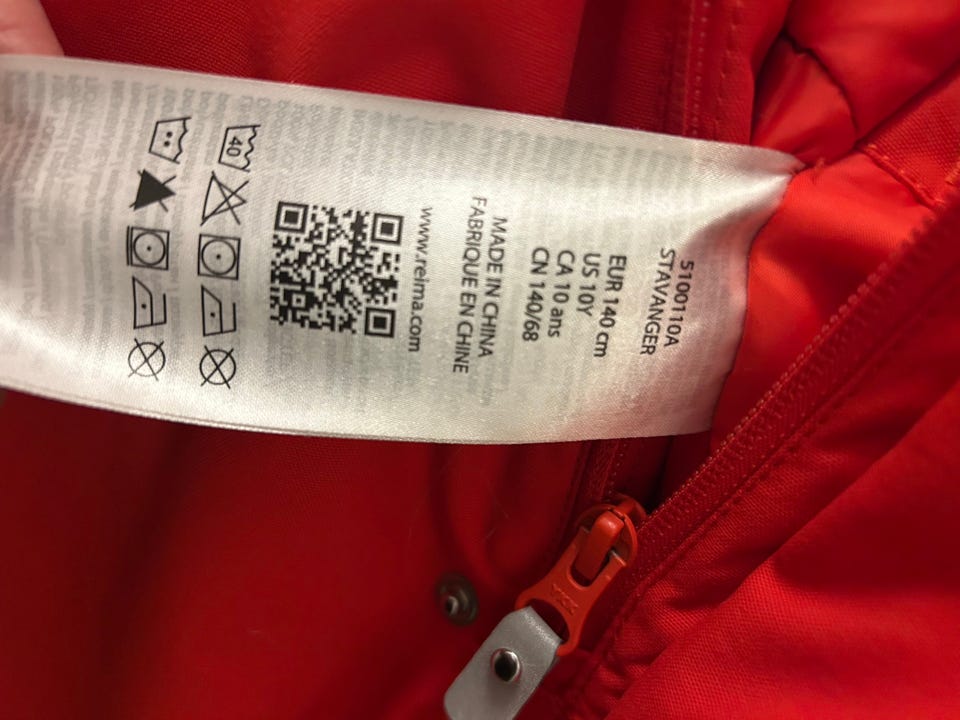 5100110A
STAVANGER
EUR 140 cm
US 10Y
CA 10 ans
CN 140/68
MADE IN CHINA
FABRIQUE EN CHINE
www.reima.com
40